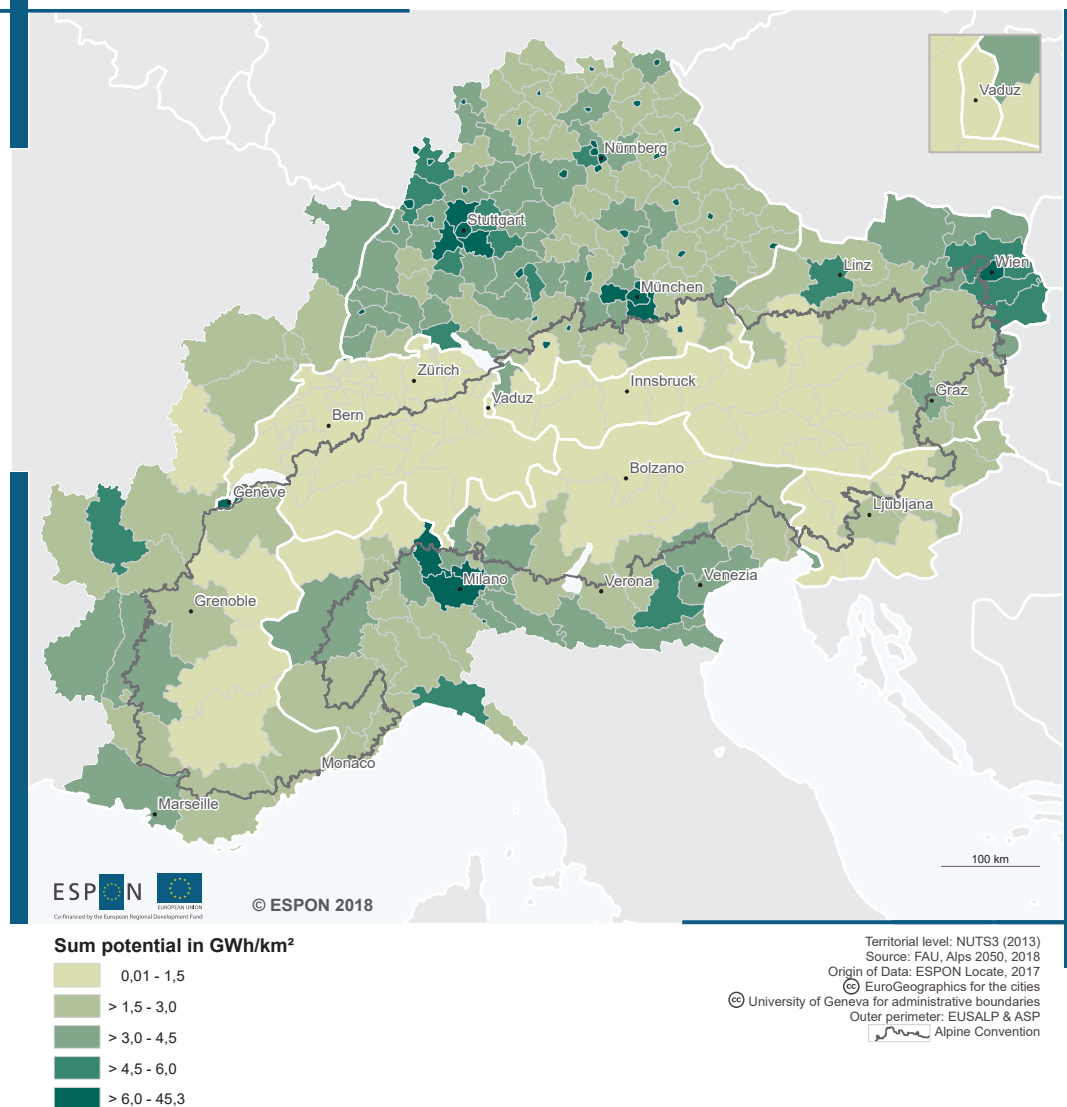 Vaduz
Nürnberg
Stuttgart
Linz
Wien
München
Zürich
Innsbruck
Vaduz
Graz
Bern
Bolzano
Genève
Ljubljana
Milano
Verona
Venezia
Grenoble
Monaco
Marseille
100 km
ESPON
EUROPEAN UNION
Co-financed by the European Regional Development Fund
© ESPON 2018
Sum potential in GWh/km²
0,01 - 1,5
> 1,5 - 3,0
> 3,0 - 4,5
> 4,5 - 6,0
> 6,0 - 45,3
Territorial level: NUTS3 (2013)
Source: FAU, Alps 2050, 2018
Origin of Data: ESPON Locate, 2017
cc EuroGeographics for the cities
cc University of Geneva for administrative boundaries
Outer perimeter: EUSALP & ASP
Alpine Convention